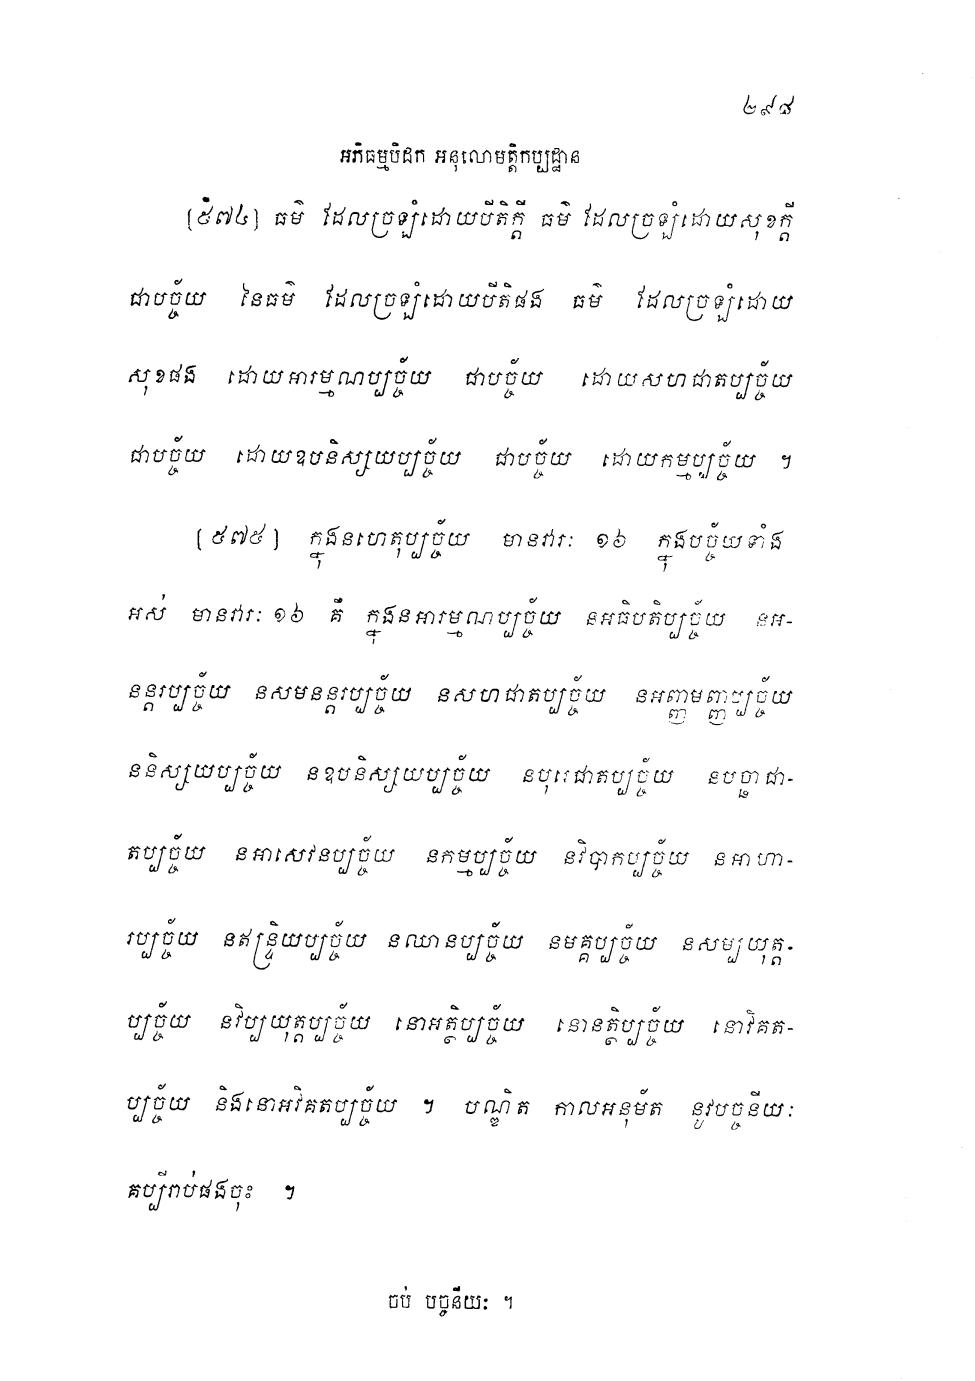 ២៩៨
អភិធម្មបិដក អនុលោមត្តិកប្បដ្ឋាន
[៥៧៤] ធម៌ ដែលច្រឡំដោយបីតិក្តី ធម៌ ដែលច្រឡំដោយសុខក្តី
ជាបច្ច័យ នៃធម៌ ដែលច្រឡំដោយបីតិផង ធម៌ ដែលច្រឡំដោយ
សុខផង ដោយអារម្មណប្បច្ច័យ ជាបច្ច័យ ដោយសហជាតប្បច្ច័យ
ជាបច្ច័យ ដោយឧបនិស្សយប្បច្ច័យ ជាបច្ច័យ ដោយកម្មប្បច្ច័យ ។
[៥៧៥] ក្នុងនហេតុប្បច្ច័យ មានវារៈ ១៦ ក្នុងបច្ច័យទាំង
អស់ មានវារៈ ១៦ គឺ ក្នុងនអារម្មណប្បច្ច័យ នអធិបតិប្បច្ច័យ នអ-
នន្តរប្បច្ច័យ នសមនន្តរប្បច្ច័យ នសហជាតប្បច្ច័យ នអញ្ញមញ្ញប្បច្ច័យ
ននិស្សយប្បច្ច័យ នឧបនិស្សយប្បច្ច័យ នបុរេជាតប្បច្ច័យ នបច្ឆាជា-
តប្បច្ច័យ នអាសេវនប្បច្ច័យ នកម្មប្បច្ច័យ នវិបាកប្បច្ច័យ នអាហា-
រប្បច្ច័យ នឥន្ទ្រិយប្បច្ច័យ នឈានប្បច្ច័យ នមគ្គប្បច្ច័យ នសម្បយុត្ត-
ប្បច្ច័យ នវិប្បយុត្តប្បច្ច័យ នោអត្ថិប្បច្ច័យ នោនត្ថិប្បច្ច័យ នោវិគត-
ប្បច្ច័យ និងនោអវិគតប្បច្ច័យ ។ បណ្ឌិត កាលអនុម័ត នូវបច្ចនីយៈ
គប្បីរាប់ផងចុះ ។
ចប់ បច្ចនីយៈ ។